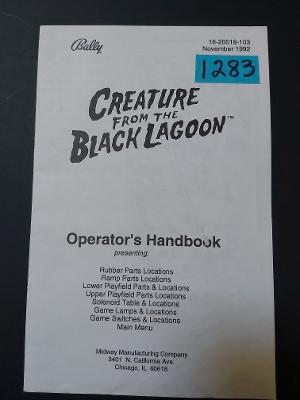 Bally
16-20018-103
November 1992
1283
CREATURE
FROM THE
BLACK LAGOON™
Operator's Handbook
presenting:
Rubber Parts Locations
Ramp Parts Locations
Lower Playfield Parts & Locations
Upper Playfield Parts & Locations
Solenoid Table & Locations
Game Lamps & Locations
Game Switches & Locations
Main Menu
Midway Manufacturing Company
3401 N. California Ave.
Chicago, IL 60618